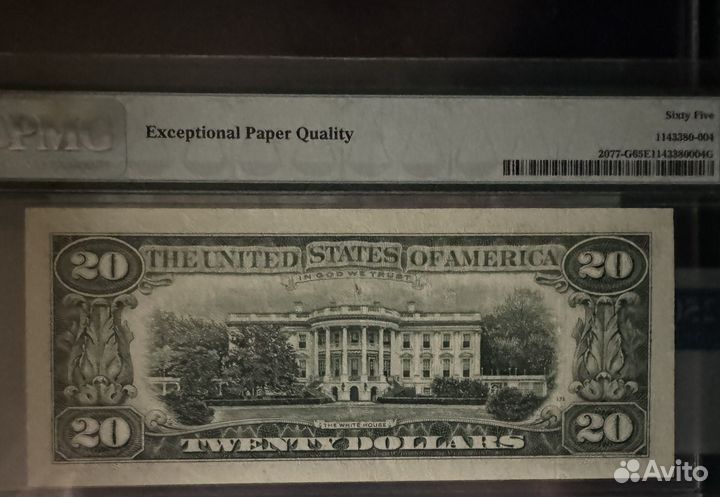 PMG
Exceptional Paper Quality
Sixty Five
1143380-004
2077-G65E1143380004G
20 THE UNITED STATES OF AMERICA 20
IN GOD WE TRUST
THE WHITE HOUSE
20 TWENTY DOLLARS 20
Avito